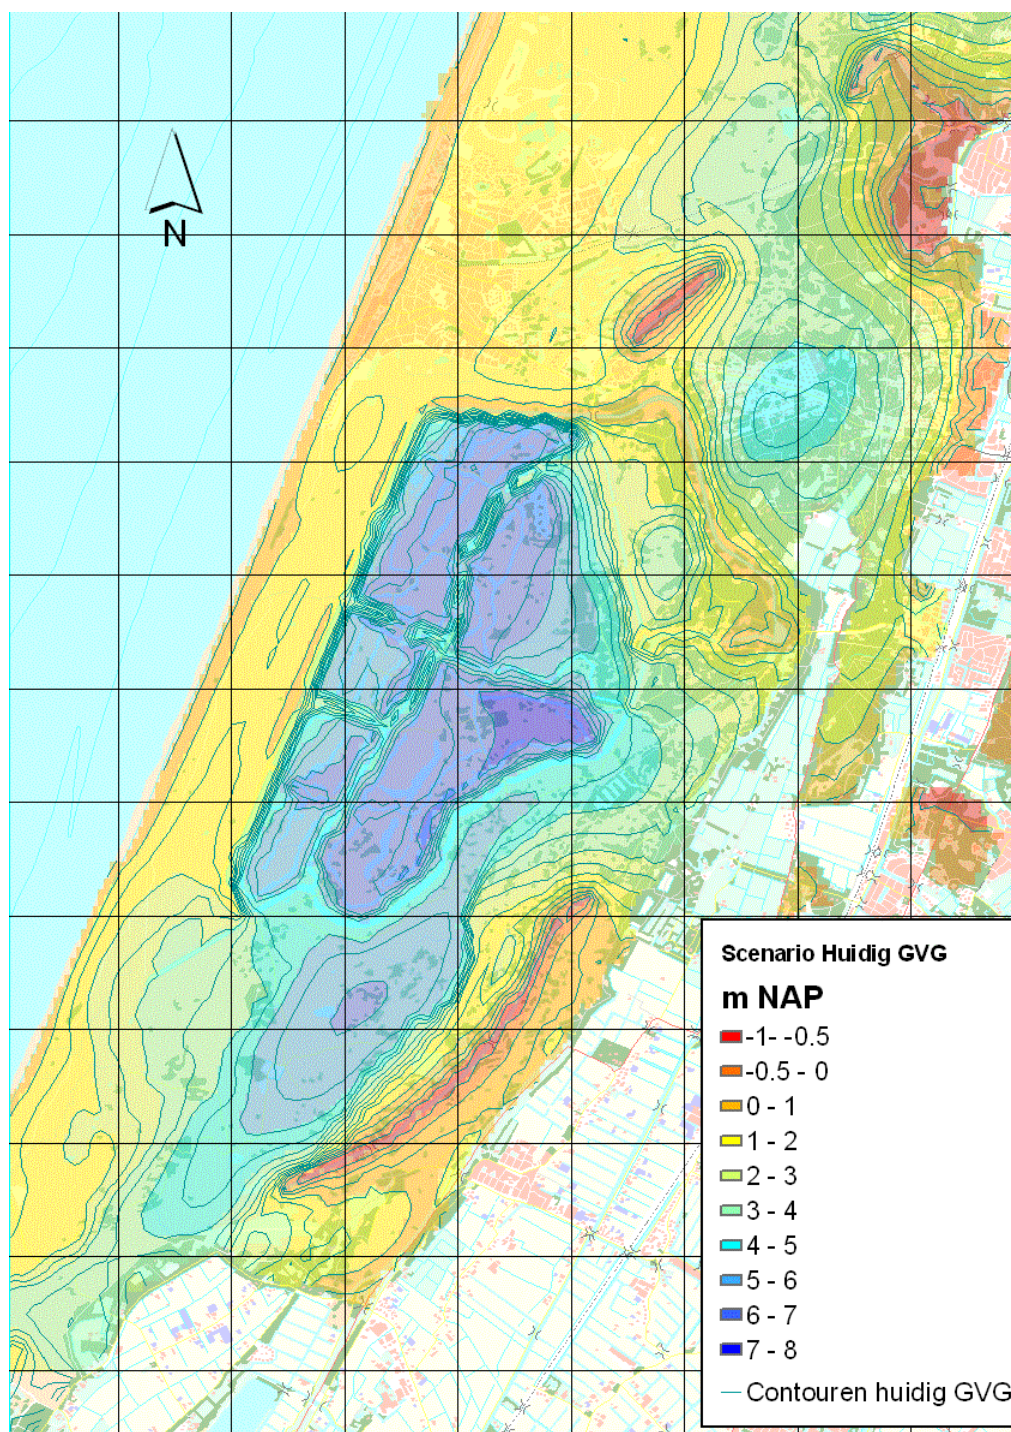 N
Scenario Huidig GVG
m NAP
-1- -0.5
-0.5 - 0
0 - 1
1 - 2
2 - 3
3 - 4
4 - 5
5 - 6
6 - 7
7 - 8
Contouren huidig GVG